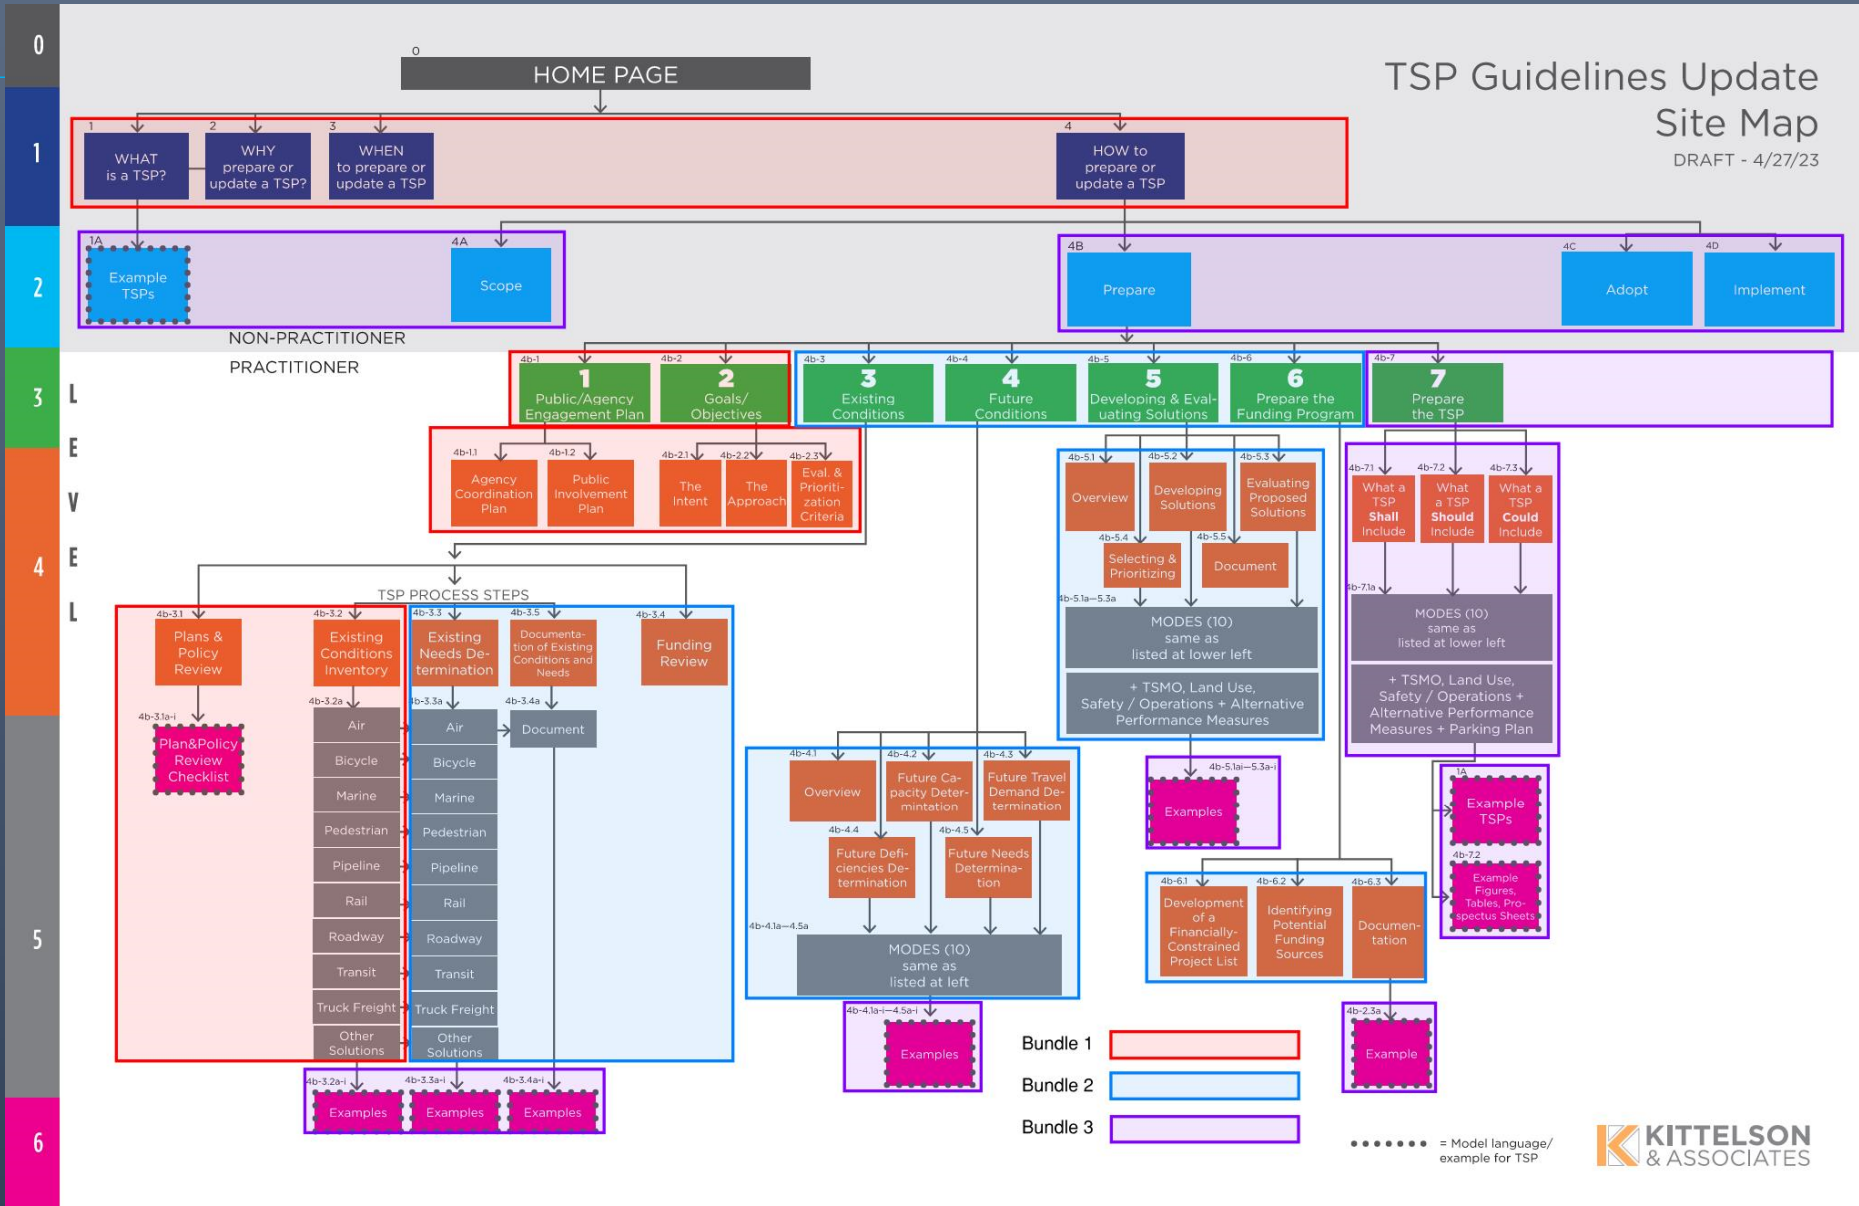 0
HOME PAGE
0
TSP Guidelines Update
Site Map
DRAFT - 4/27/23
1
1
WHAT
is a TSP?
2
WHY
prepare or
update a TSP?
3
WHEN
to prepare or
update a TSP
4
HOW to
prepare or
update a TSP
2
1A
Example
TSPs
4A
Scope
4B
Prepare
4C
Adopt
4D
Implement
NON-PRACTITIONER
PRACTITIONER
3
L
E
V
E
L
4b-1
1
Public/Agency
Engagement Plan
4b-2
2
Goals/
Objectives
4b-3
3
Existing
Conditions
4b-4
4
Future
Conditions
4b-5
5
Developing & Eval-
uating Solutions
4b-6
6
Prepare the
Funding Program
4b-7
7
Prepare
the TSP
4
4b-1.1
Agency
Coordination
Plan
4b-1.2
Public
Involvement
Plan
4b-2.1
The
Intent
4b-2.2
The
Approach
4b-2.3
Eval. &
Prioriti-
zation
Criteria
4b-5.1
Overview
4b-5.2
Developing
Solutions
4b-5.3
Evaluating
Proposed
Solutions
4b-5.4
Selecting &
Prioritizing
4b-5.5
Document
4b-5.1a—5.3a
MODES (10)
same as
listed at lower left
+ TSMO, Land Use,
Safety / Operations + Alternative
Performance Measures
4b-5.1ai—5.3a-i
Examples
4b-7.1
What a
TSP
Shall
Include
4b-7.2
What
a TSP
Should
Include
4b-7.3
What a
TSP
Could
Include
4b-7.1a
MODES (10)
same as
listed at lower left
+ TSMO, Land Use,
Safety / Operations +
Alternative Performance
Measures + Parking Plan
1A
Example
TSPs
4b-7.2
Example
Figures,
Tables, Pro-
spectus Sheets
TSP PROCESS STEPS
4b-3.1
Plans &
Policy
Review
4b-3.2
Existing
Conditions
Inventory
4b-3.3
Existing
Needs De-
termination
4b-3.5
Documenta-
tion of Existing
Conditions and
Needs
4b-3.4
Funding
Review
4b-3.1a-i
Plan&Policy
Review
Checklist
4b-3.2a
Air
Bicycle
Marine
Pedestrian
Pipeline
Rail
Roadway
Transit
Truck Freight
Other
Solutions
4b-3.3a
Air
Bicycle
Marine
Pedestrian
Pipeline
Rail
Roadway
Transit
Truck Freight
Other
Solutions
4b-3.4a
Document
5
4b-4.1
Overview
4b-4.2
Future Ca-
pacity Deter-
mintation
4b-4.3
Future Travel
Demand De-
termination
4b-4.4
Future Defi-
ciencies De-
termination
4b-4.5
Future Needs
Determina-
tion
4b-4.1a—4.5a
MODES (10)
same as
listed at left
4b-4.1a-i—4.5a-i
Examples
4b-6.1
Development
of a
Financially-
Constrained
Project List
4b-6.2
Identifying
Potential
Funding
Sources
4b-6.3
Documen-
tation
4b-2.3a
Example
6
4b-3.2a-i
Examples
4b-3.3a-i
Examples
4b-3.4a-i
Examples
Bundle 1
Bundle 2
Bundle 3
= Model language/
example for TSP
KITTELSON
& ASSOCIATES